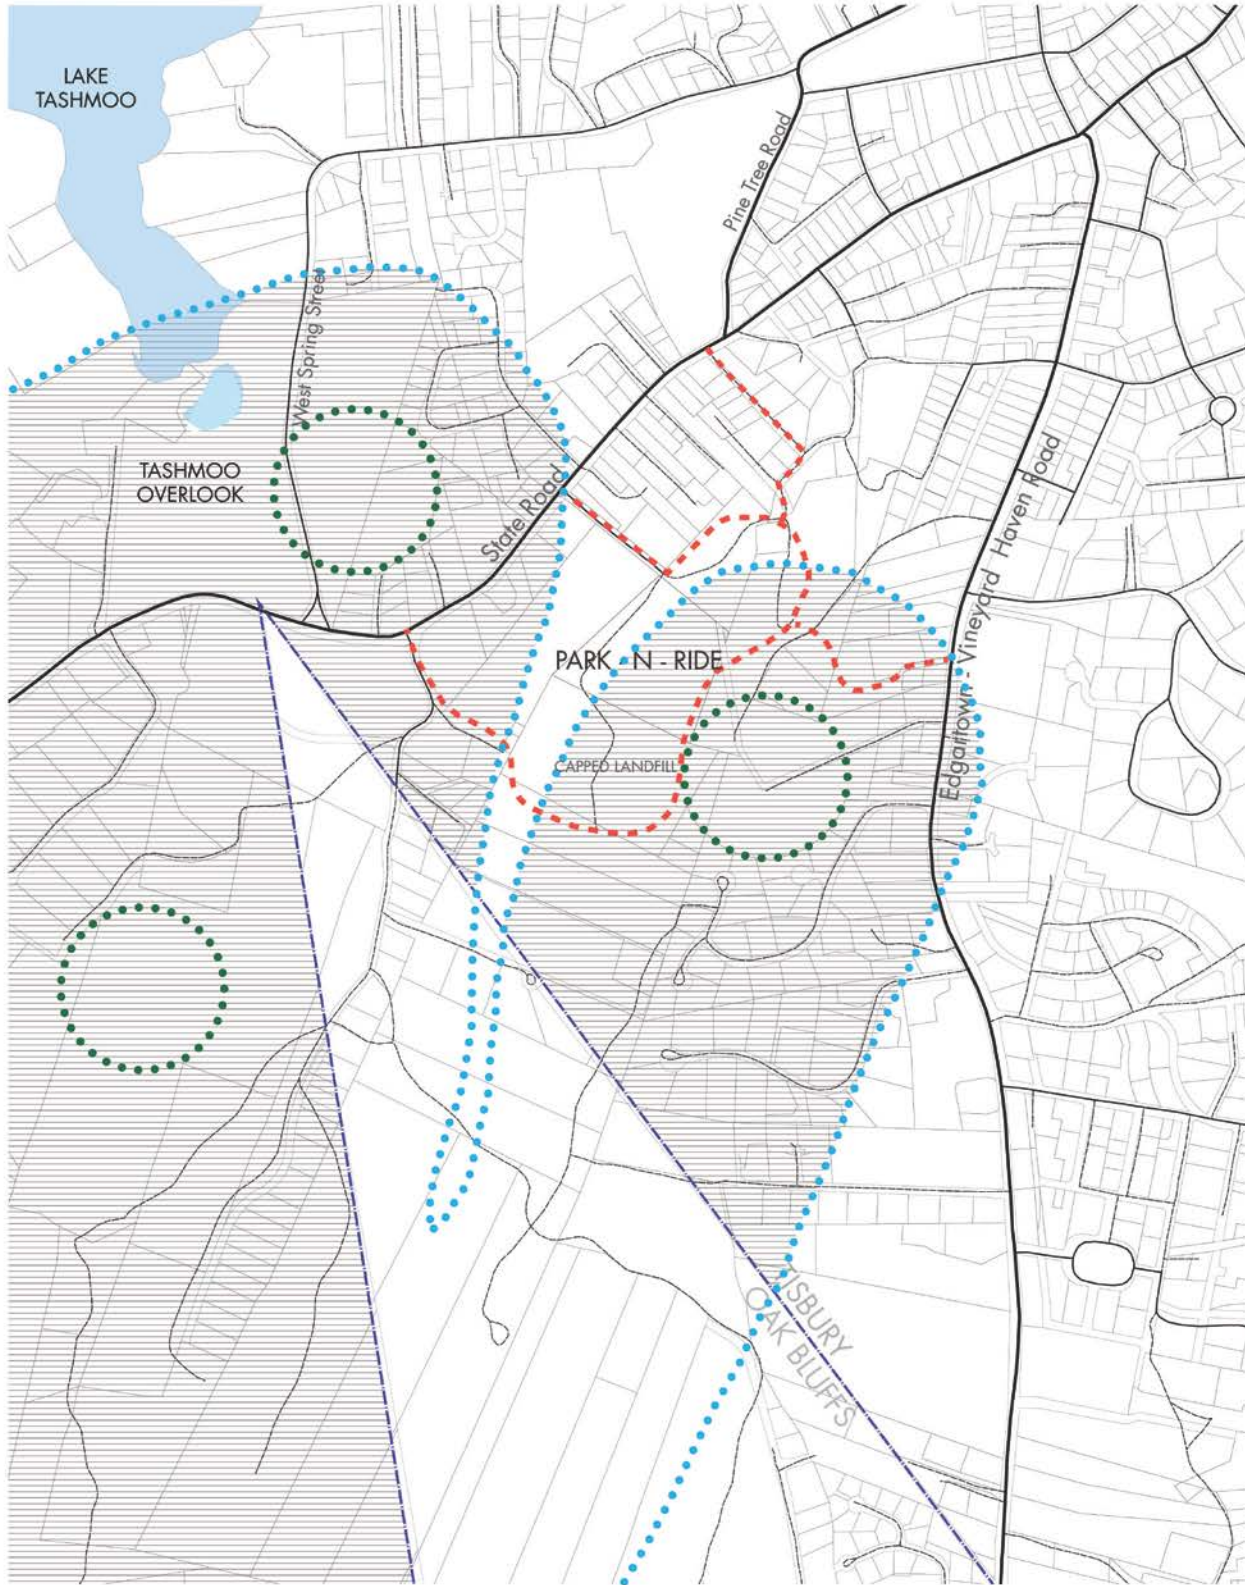 LAKE
TASHMOO
Pine Tree Road
West Spring Street
TASHMOO
OVERLOOK
State Road
Edgartown - Vineyard Haven Road
PARK - N - RIDE
CAPPED LANDFILL
TISBURY
OAK BLUFFS